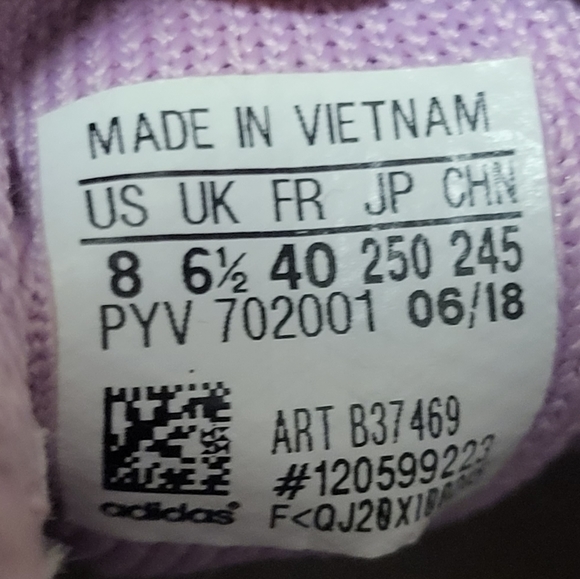 MADE IN VIETNAM
US UK FR JP CHN
8 6½ 40 250 245
PYV 702001 06/18
ART B37469
#120599223
adidas